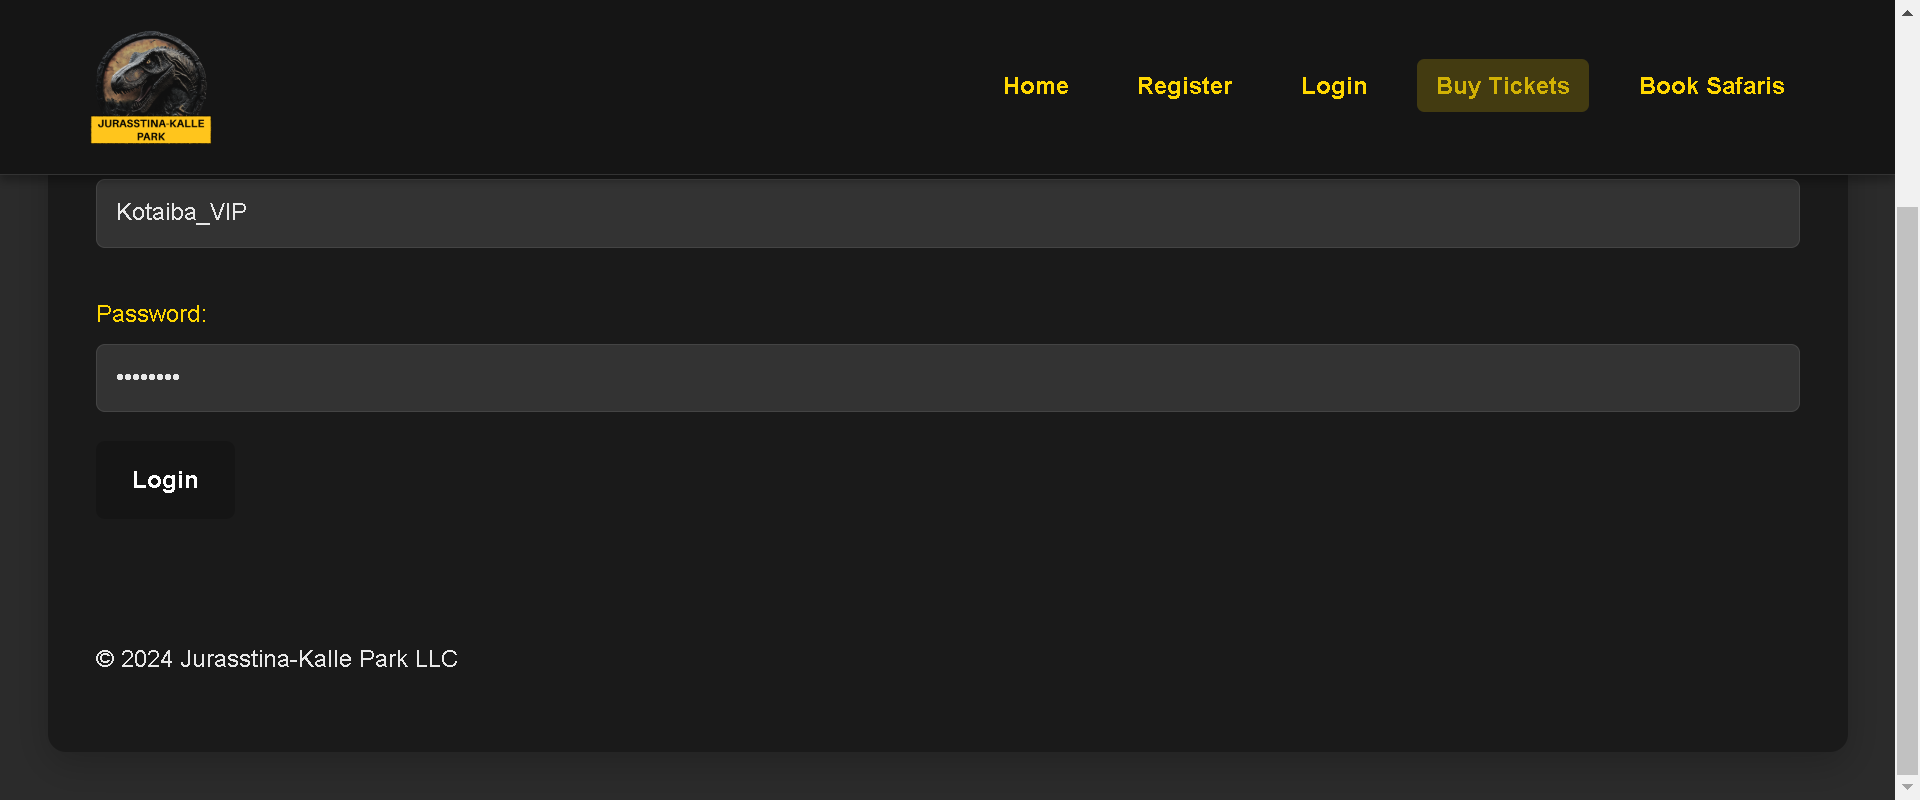 JURASSTINA-KALLE
PARK
Home
Register
Login
Buy Tickets
Book Safaris
Kotaiba_VIP
Password:
••••••••
Login
© 2024 Jurasstina-Kalle Park LLC